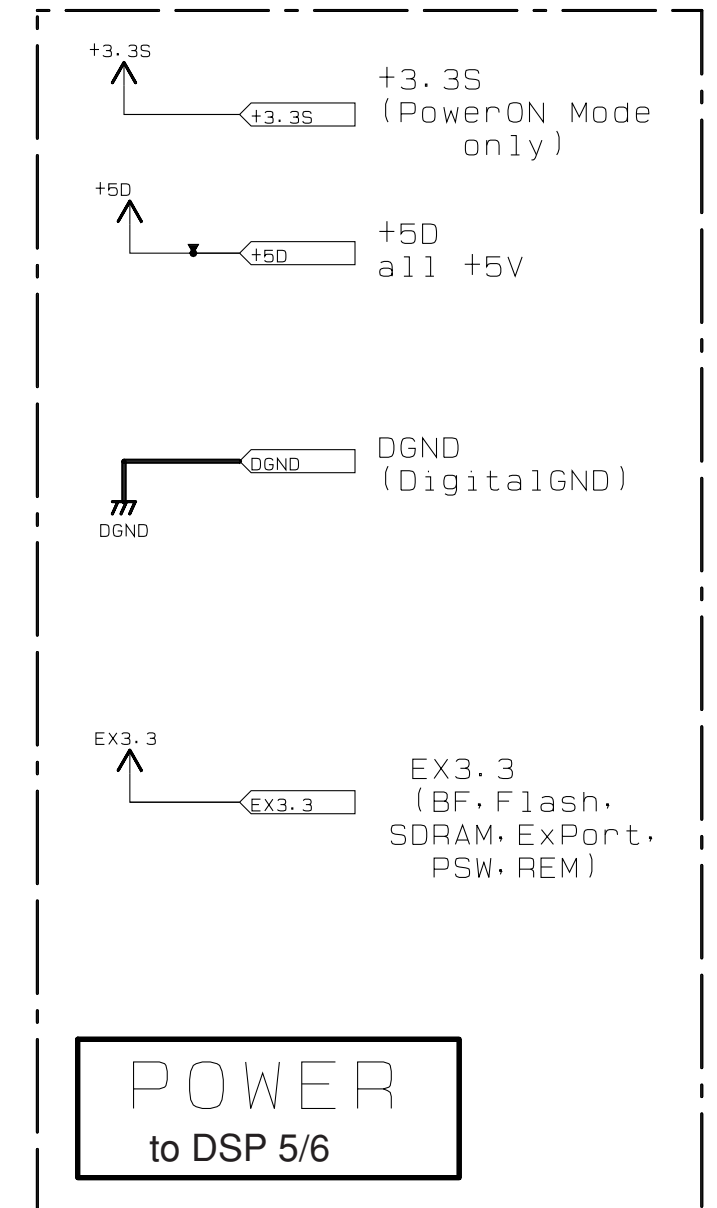 +3.3S
+3.3S
+3.3S
(PowerON Mode
only)
+5D
+5D
+5D
all +5V
DGND
DGND
DGND
(DigitalGND)
EX3.3
EX3.3
EX3.3
(BF,Flash,
SDRAM,ExPort,
PSW,REM)
POWER
to DSP 5/6